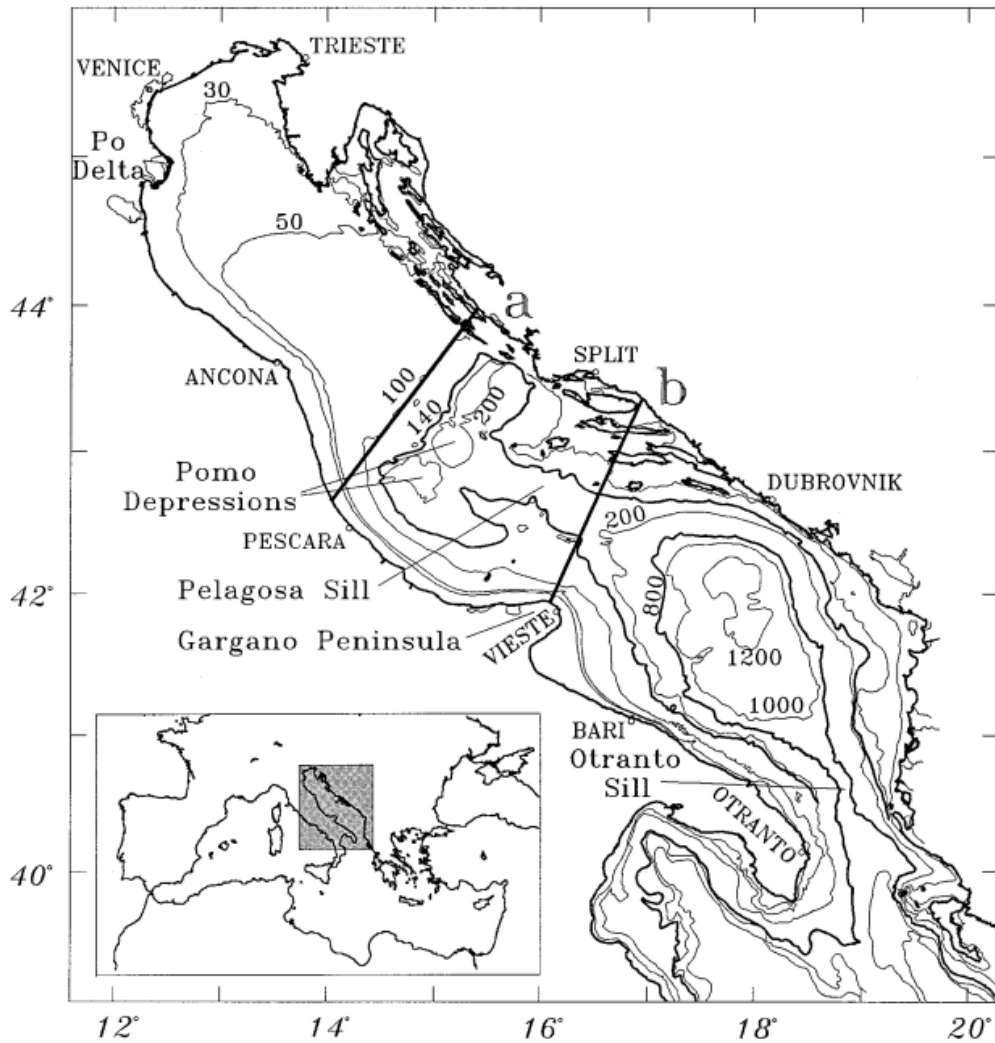 TRIESTE
VENICE
30
Po
Delta
50
44°
a
ANCONA
SPLIT
b
100
140
200
Pomo
Depressions
DUBROVNIK
PESCARA
200
Pelagosa Sill
42°
800
Gargano Peninsula
VIESTE
1200
1000
BARI
Otranto
Sill
OTRANTO
40°
12° 14° 16° 18° 20°